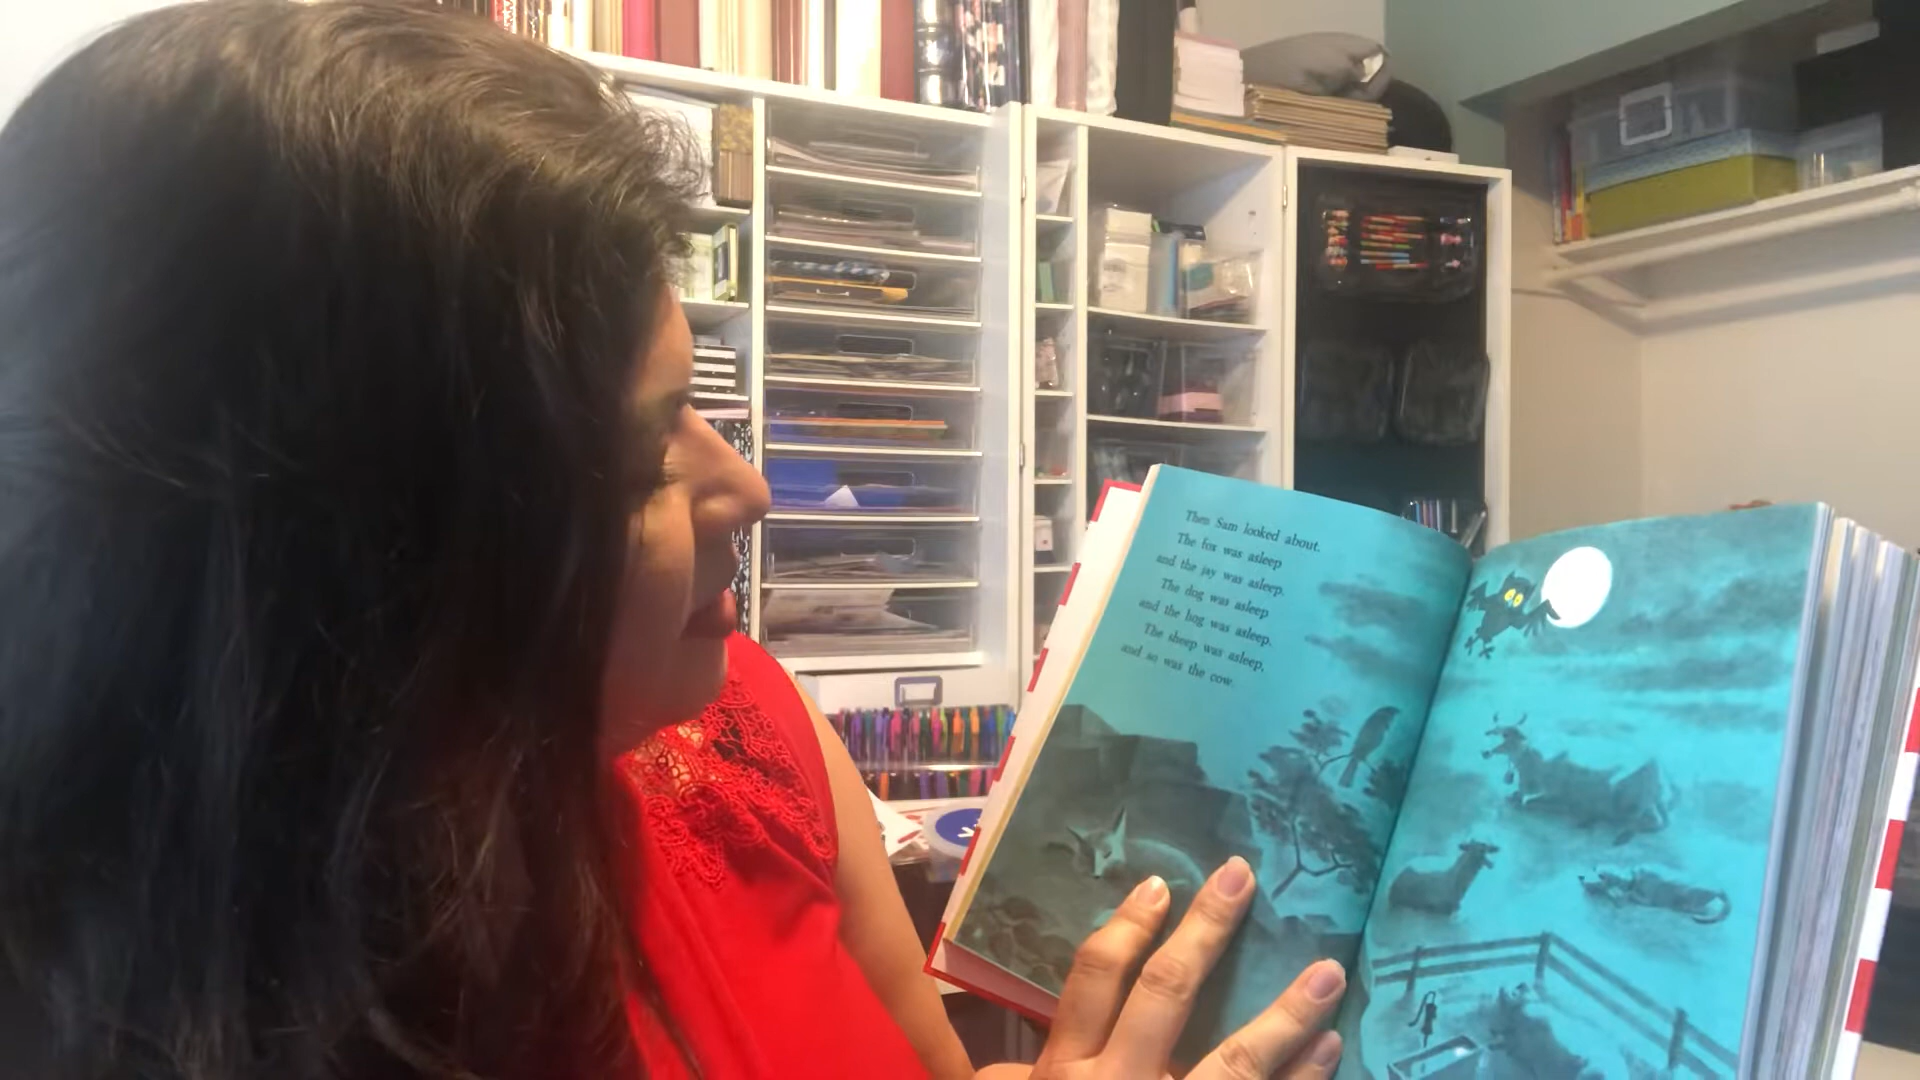 Then Sam looked about.
The fox was asleep
and the jay was asleep.
The dog was asleep
and the hog was asleep.
The sheep was asleep,
and so was the cow.